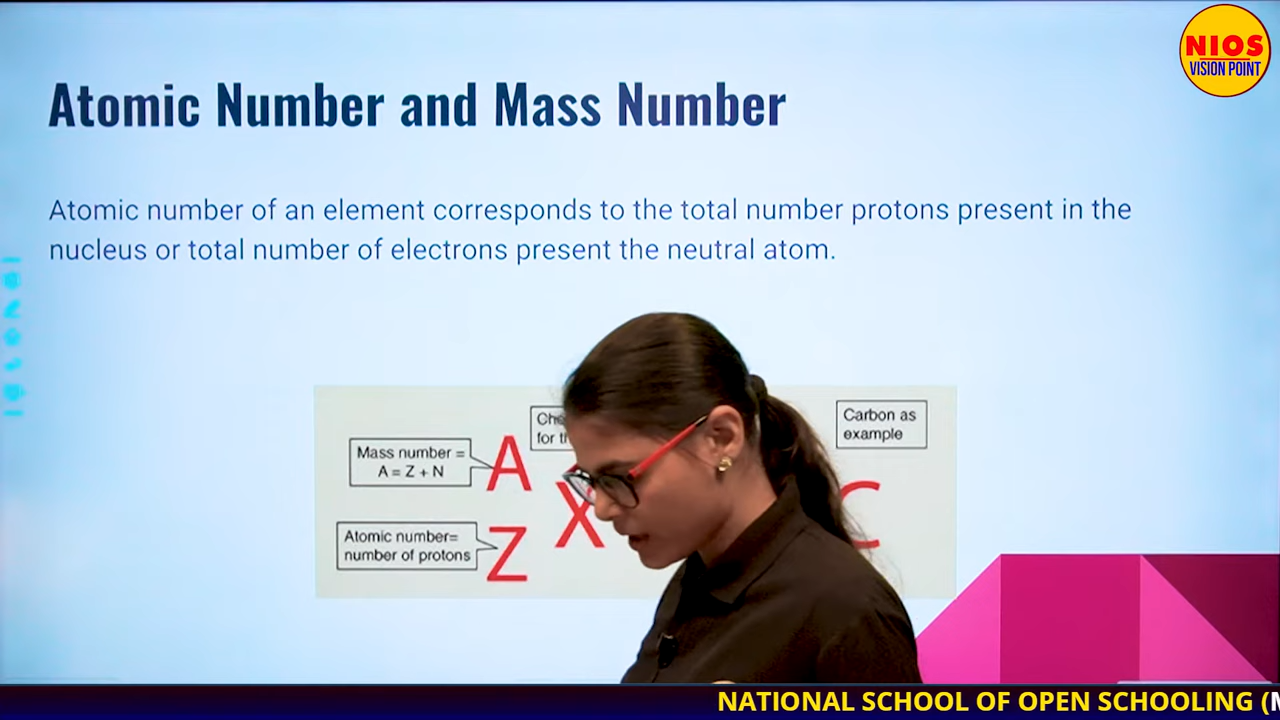 NIOS
VISION POINT
Atomic Number and Mass Number
Atomic number of an element corresponds to the total number protons present in the
nucleus or total number of electrons present the neutral atom.
for
Carbon as
example
Mass number =
A = Z + N
A
X
C
Atomic number=
number of protons
Z
NATIONAL SCHOOL OF OPEN SCHOOLING (